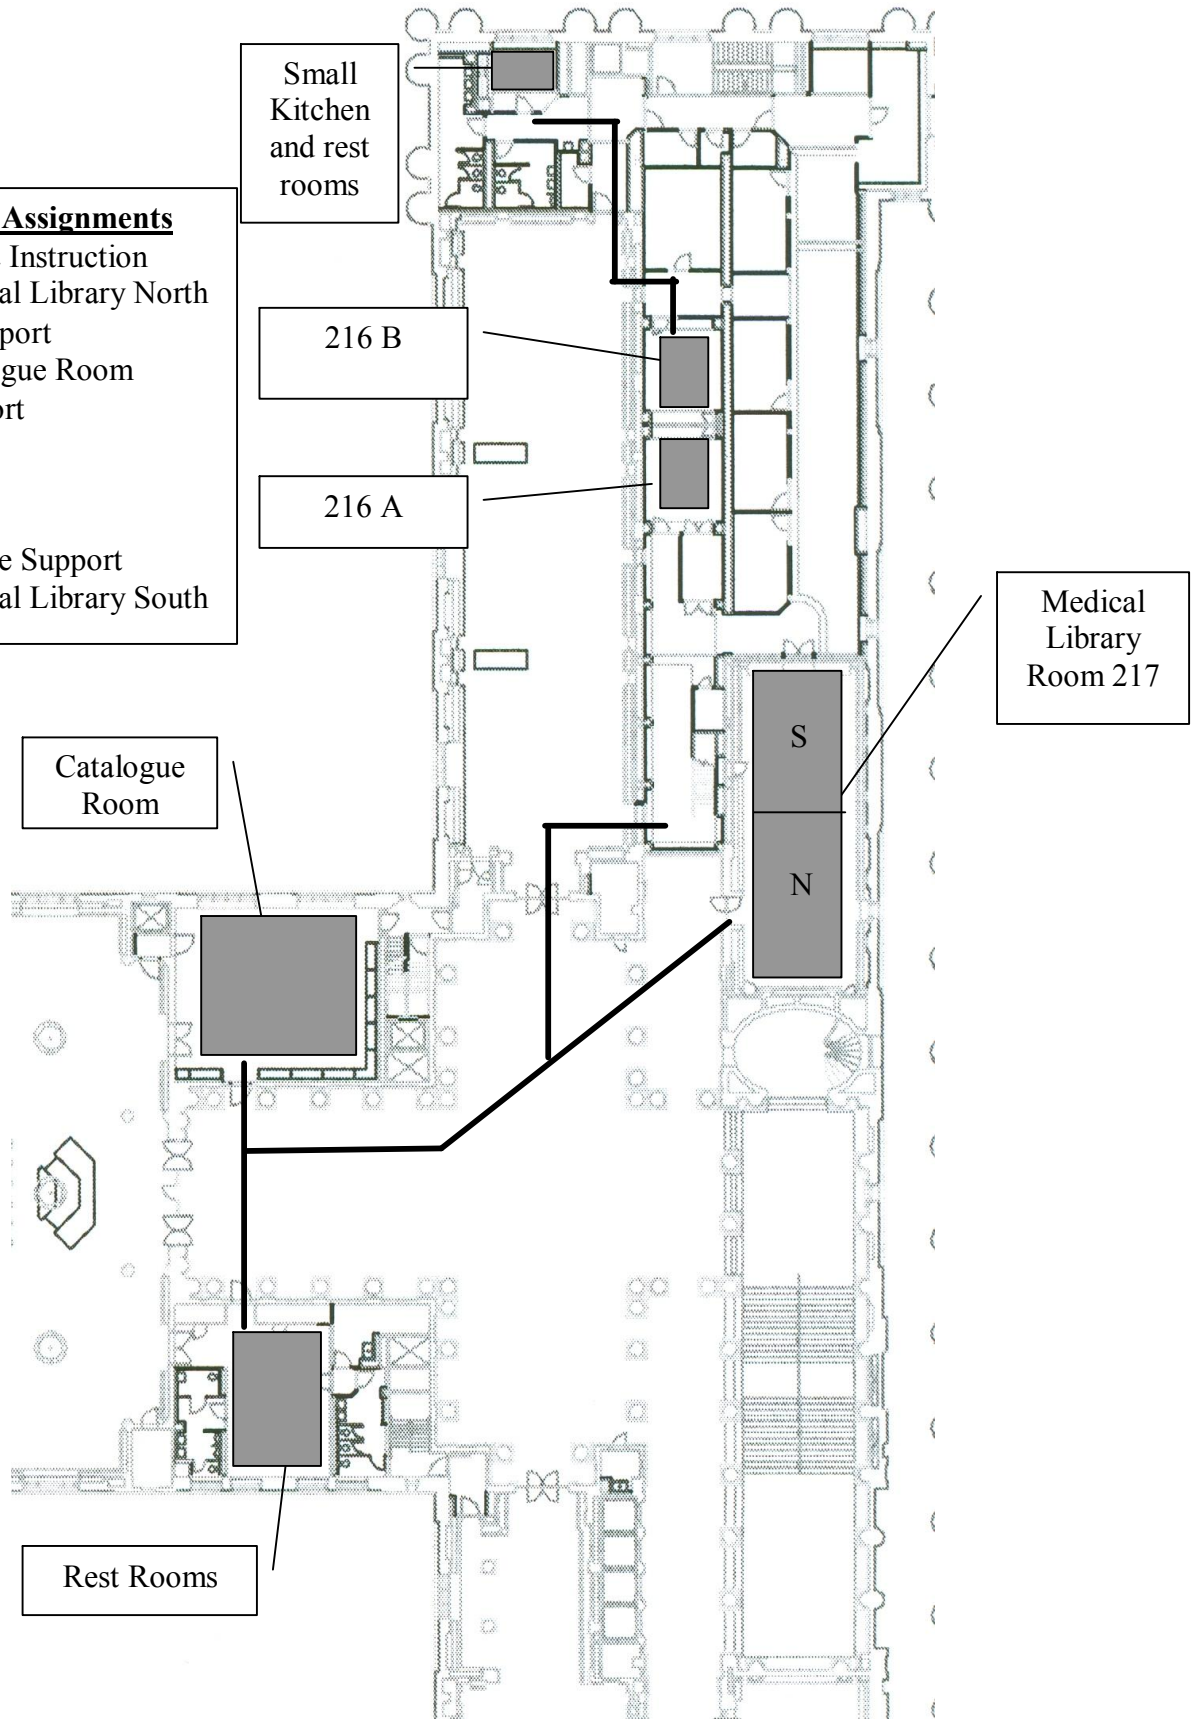 Small
Kitchen
and rest
rooms
Assignments
Instruction
al Library North
port
gue Room
ort
e Support
al Library South
216 B
216 A
Medical
Library
Room 217
S
N
Catalogue
Room
Rest Rooms